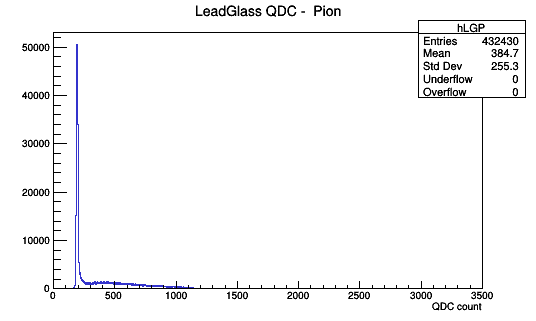 LeadGlass QDC - Pion
hLGP
Entries 432430
Mean 384.7
Std Dev 255.3
Underflow 0
Overflow 0
50000
40000
30000
20000
10000
0
0 500 1000 1500 2000 2500 3000 3500
QDC count